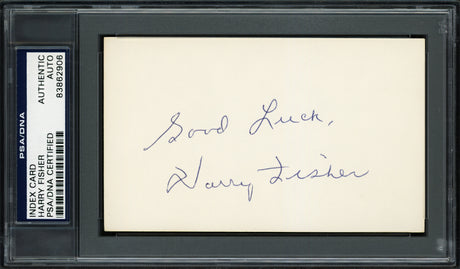 PSA/DNA
INDEX CARD
HARRY FISHER
PSA/DNA CERTIFIED
AUTHENTIC
AUTO
83862906
Good Luck,
Harry Fisher